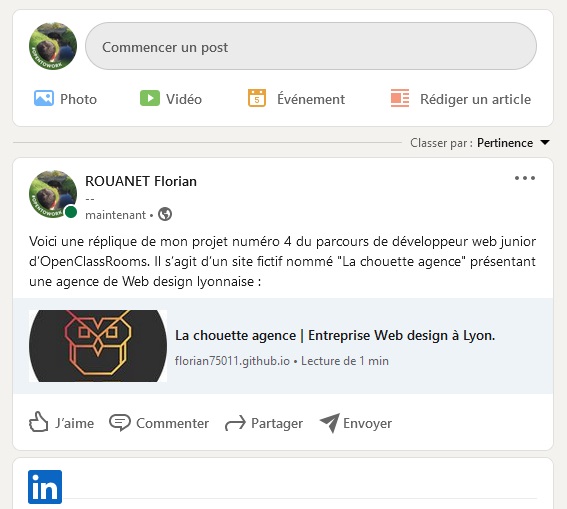 Commencer un post
Photo
Vidéo
5
Événement
Rédiger un article
Classer par : Pertinence
#OPENTOWORK
ROUANET Florian
--
maintenant •
Voici une réplique de mon projet numéro 4 du parcours de développeur web junior
d'OpenClassRooms. Il s'agit d'un site fictif nommé "La chouette agence" présentant
une agence de Web design lyonnaise :
La chouette agence | Entreprise Web design à Lyon.
florian75011.github.io • Lecture de 1 min
J'aime
Commenter
Partager
Envoyer
in